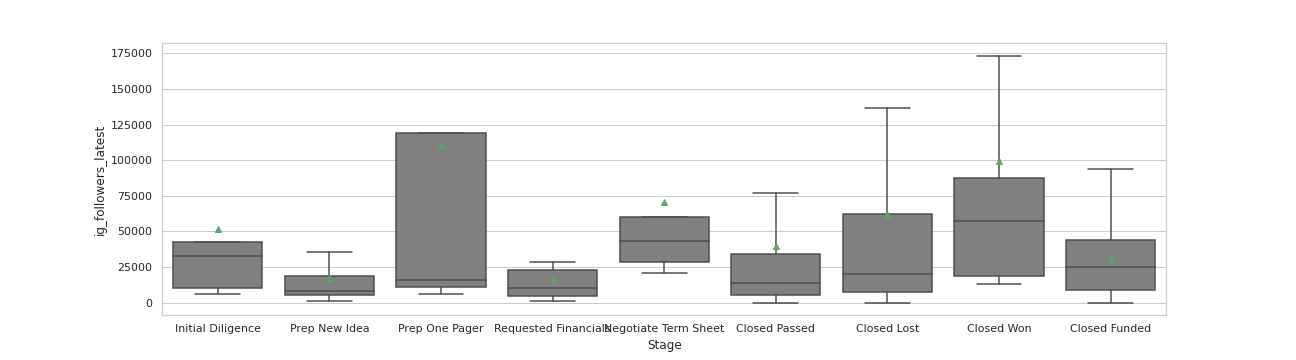 175000
150000
125000
100000
75000
50000
25000
0
ig_followers_latest
Initial Diligence Prep New Idea Prep One Pager Requested Financials Negotiate Term Sheet Closed Passed Closed Lost Closed Won Closed Funded
Stage